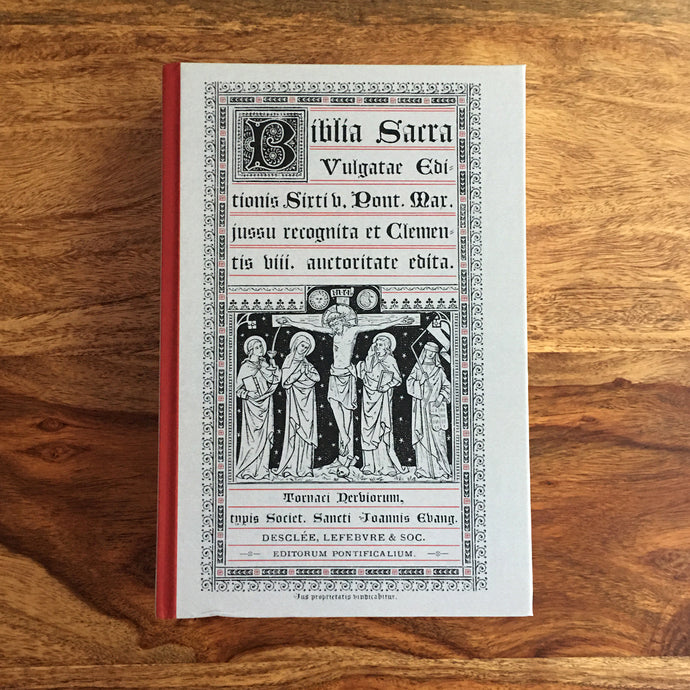 Biblia Sacra
Vulgatae Edi-
tionis Sixti v. Pont. Max.
jussu recognita et Clemen-
tis viii. auctoritate edita.
Tornaci Nerviorum,
typis Societ. Sancti Joannis Evang.
DESCLÉE, LEFEBVRE & SOC.
EDITORUM PONTIFICALIUM.
Jus proprietatis vindicabitur.